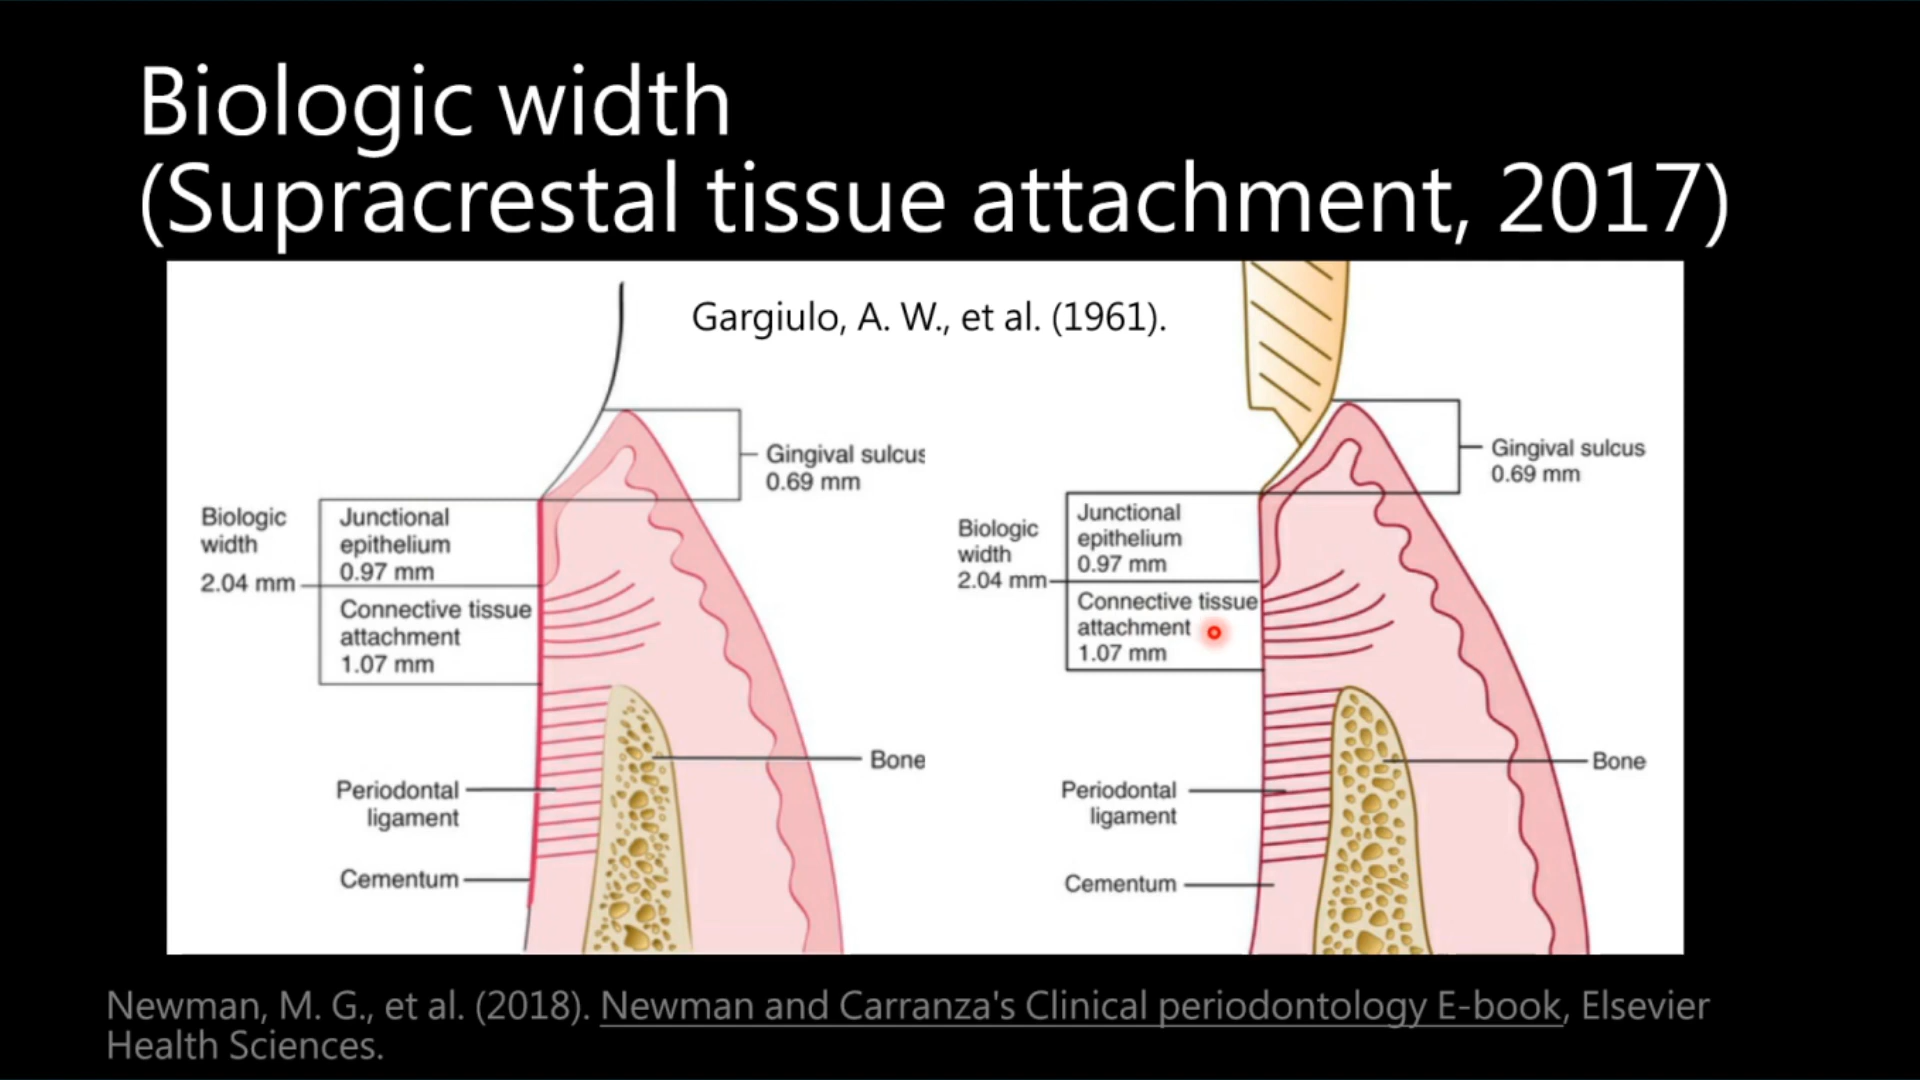 Biologic width
(Supracrestal tissue attachment, 2017)
Gargiulo, A. W., et al. (1961).
Gingival sulcus
0.69 mm
Biologic
width
2.04 mm
Junctional
epithelium
0.97 mm
Connective tissue
attachment
1.07 mm
Bone
Periodontal
ligament
Cementum
Gingival sulcus
0.69 mm
Biologic
width
2.04 mm
Junctional
epithelium
0.97 mm
Connective tissue
attachment
1.07 mm
Bone
Periodontal
ligament
Cementum
Newman, M. G., et al. (2018). Newman and Carranza's Clinical periodontology E-book, Elsevier
Health Sciences.